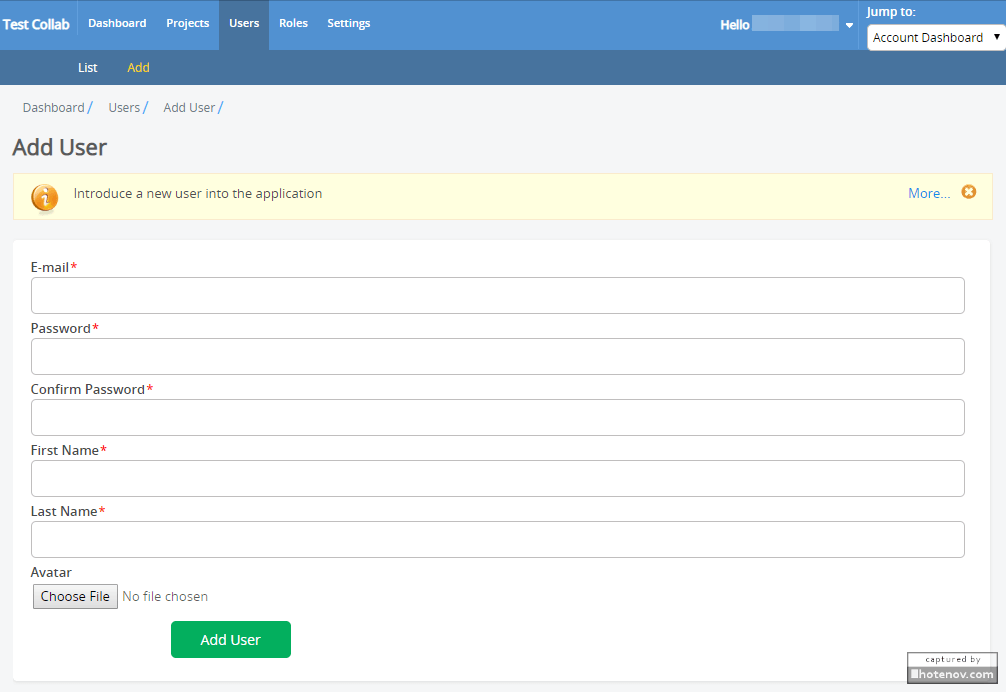 Test Collab Dashboard Projects Users Roles Settings Hello Jump to:
Account Dashboard
List Add
Dashboard / Users / Add User /
Add User
Introduce a new user into the application More...
E-mail*
Password*
Confirm Password*
First Name*
Last Name*
Avatar
Choose File No file chosen
Add User
captured by
hotenov.com